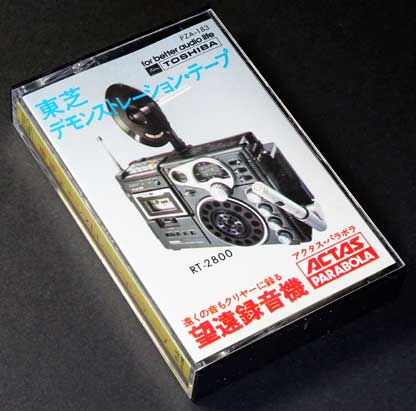 PZA-183
for better audio life
TOSHIBA
東芝
デモンストレーション・テープ
RT-2800
アクタス・パラボラ
ACTAS
PARABOLA
遠くの音もクリヤーに録る
望遠録音機